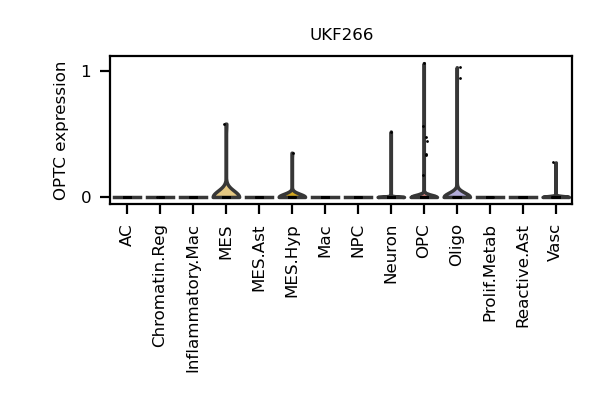 UKF266
OPTC expression
1
0
AC
Chromatin.Reg
Inflammatory.Mac
MES
MES.Ast
MES.Hyp
Mac
NPC
Neuron
OPC
Oligo
Prolif.Metab
Reactive.Ast
Vasc